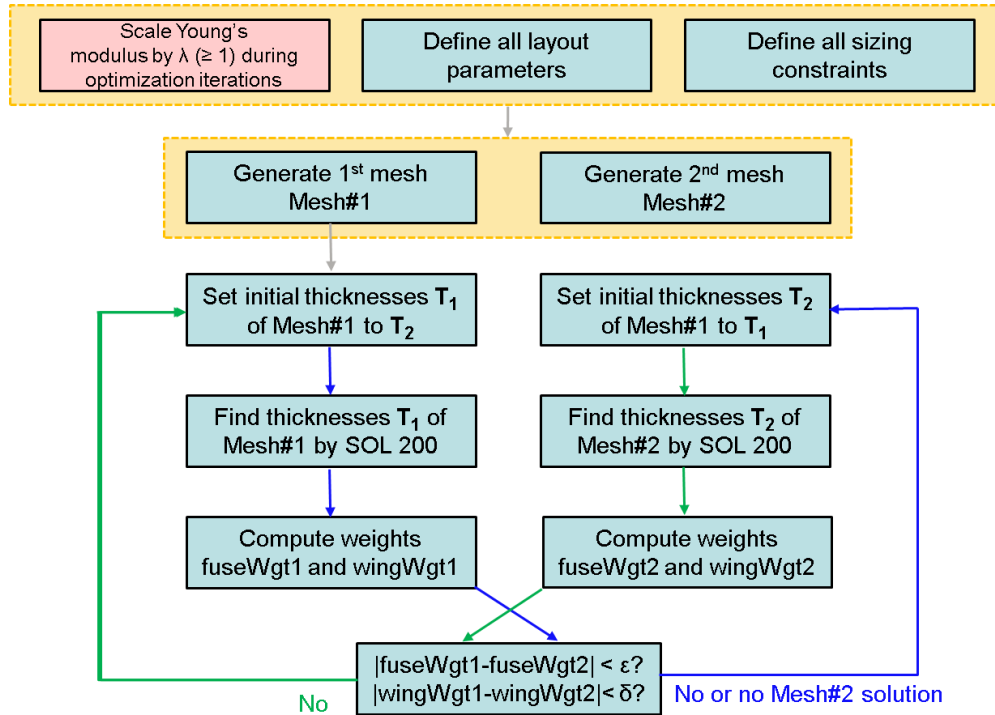 Scale Young's
modulus by λ (≥ 1) during
optimization iterations
Define all layout
parameters
Define all sizing
constraints
Generate 1st mesh
Mesh#1
Generate 2nd mesh
Mesh#2
Set initial thicknesses T1
of Mesh#1 to T2
Set initial thicknesses T2
of Mesh#1 to T1
Find thicknesses T1 of
Mesh#1 by SOL 200
Find thicknesses T2 of
Mesh#2 by SOL 200
Compute weights
fuseWgt1 and wingWgt1
Compute weights
fuseWgt2 and wingWgt2
|fuseWgt1-fuseWgt2| < ε?
|wingWgt1-wingWgt2|< δ?
No
No or no Mesh#2 solution